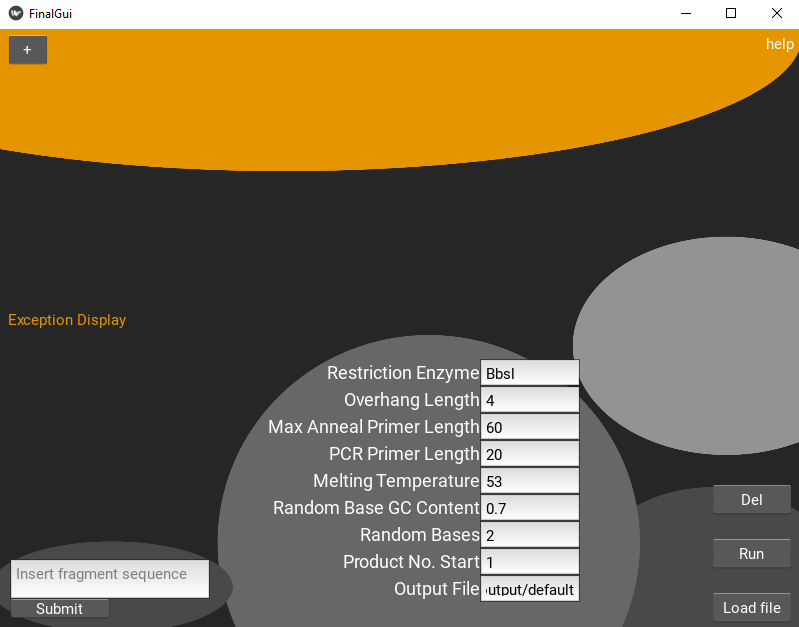 FinalGui
+
help
Exception Display
Restriction Enzyme BbsI
Overhang Length 4
Max Anneal Primer Length 60
PCR Primer Length 20
Melting Temperature 53
Random Base GC Content 0.7
Random Bases 2
Product No. Start 1
Output File utput/default
Insert fragment sequence
Submit
Del
Run
Load file